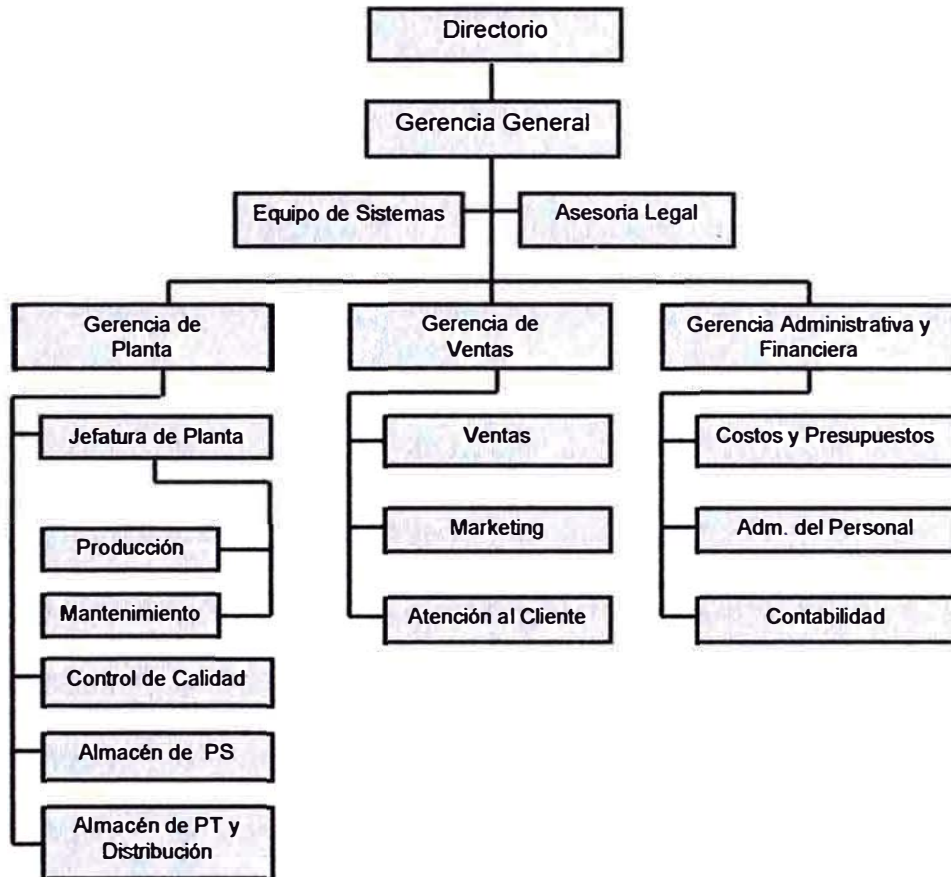 Directorio
Gerencia General
Equipo de Sistemas
Asesoria Legal
Gerencia de
Planta
Gerencia de
Ventas
Gerencia Administrativa y
Financiera
Jefatura de Planta
Producción
Mantenimiento
Control de Calidad
Almacén de PS
Almacén de PT y
Distribución
Ventas
Marketing
Atención al Cliente
Costos y Presupuestos
Adm. del Personal
Contabilidad